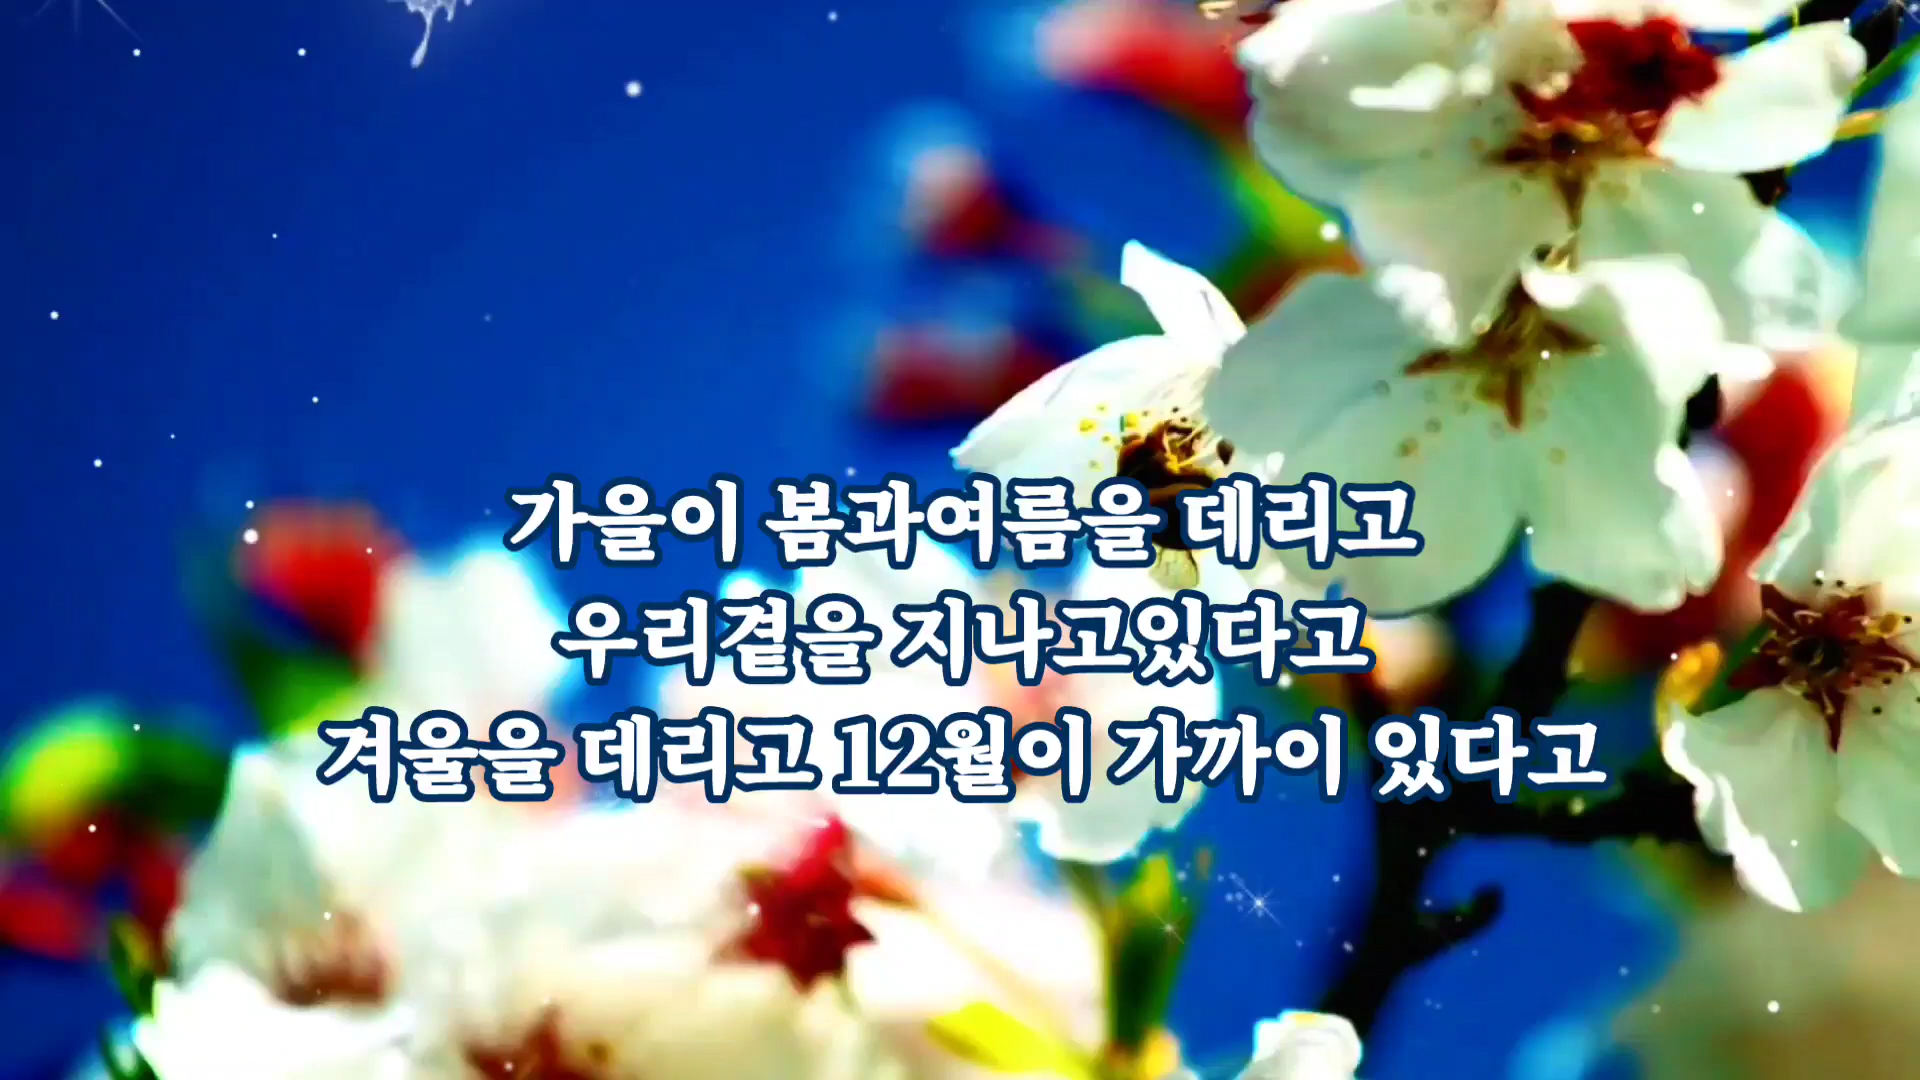 가을이 봄과여름을 데리고
우리곁을 지나고있다고
겨울을 데리고 12월이 가까이 있다고